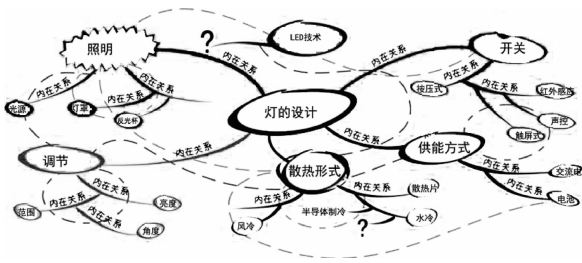 照明
?
LED技术
开关
内在关系
内在关系
内在关系
光源
灯罩
内在关系
反光杯
内在关系
按压式
红外感应
声控
触屏式
灯的设计
内在关系
供能方式
内在关系
交流电
内在关系
电池
调节
内在关系
内在关系
范围
内在关系
亮度
角度
散热形式
内在关系
风冷
内在关系
散热片
半导体制冷
水冷
?